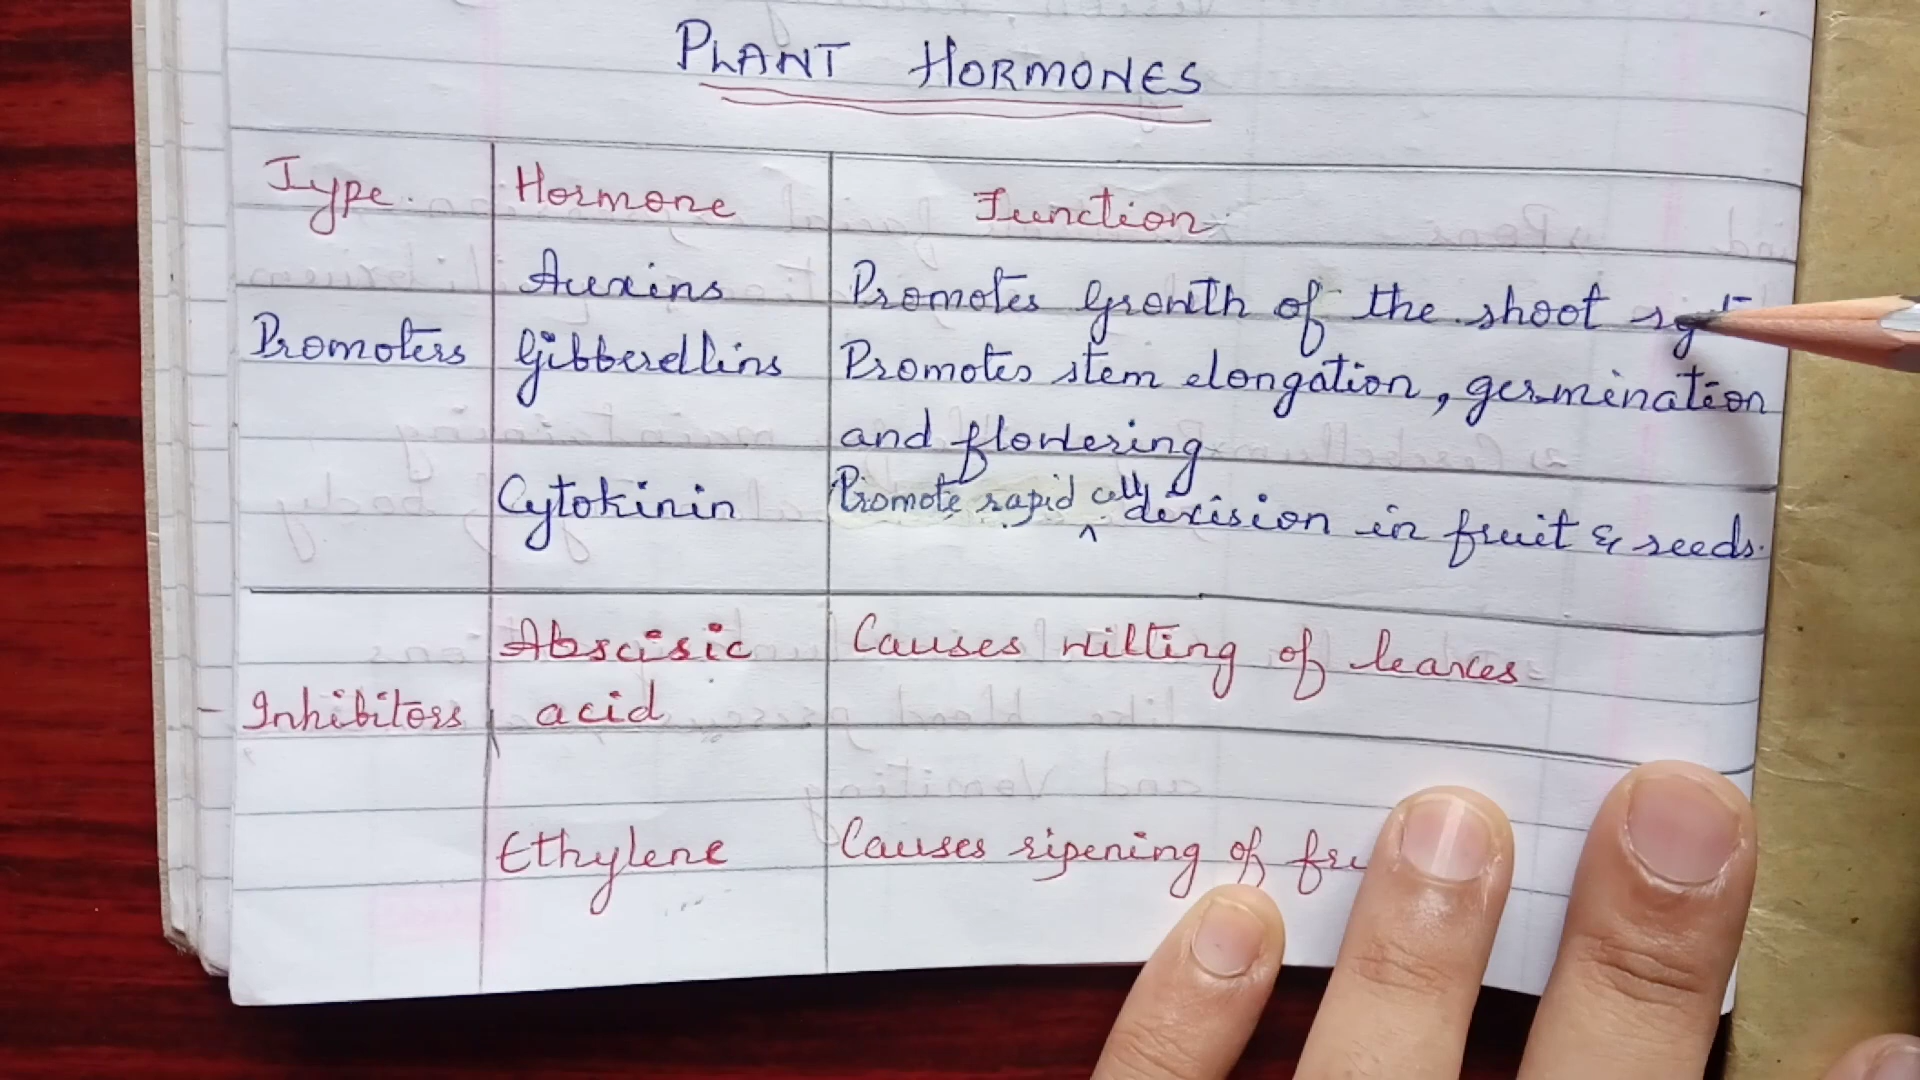 PLANT HORMONES
Type. Hormone Function
Auxins Promotes growth of the shoot
Promoters Gibberellins Promotes stem elongation, germination
and flowering
Cytokinin Promote rapid cell division in fruit & seeds.
Abscisic Causes wilting of leaves
Inhibitors acid
Ethylene Causes ripening of